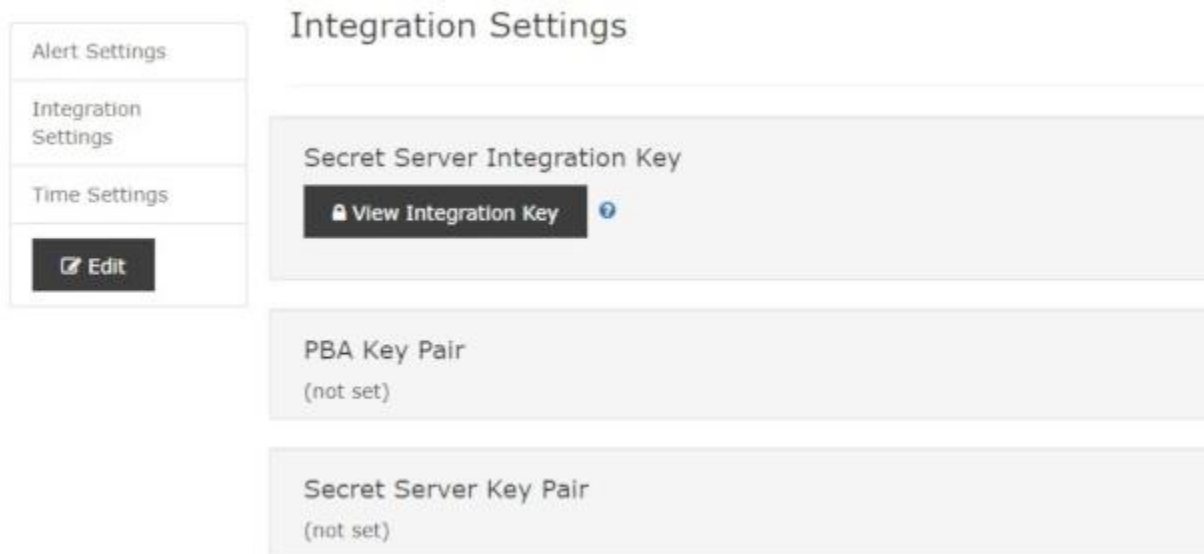 Alert Settings
Integration
Settings
Time Settings
Edit
Integration Settings
Secret Server Integration Key
View Integration Key
PBA Key Pair
(not set)
Secret Server Key Pair
(not set)